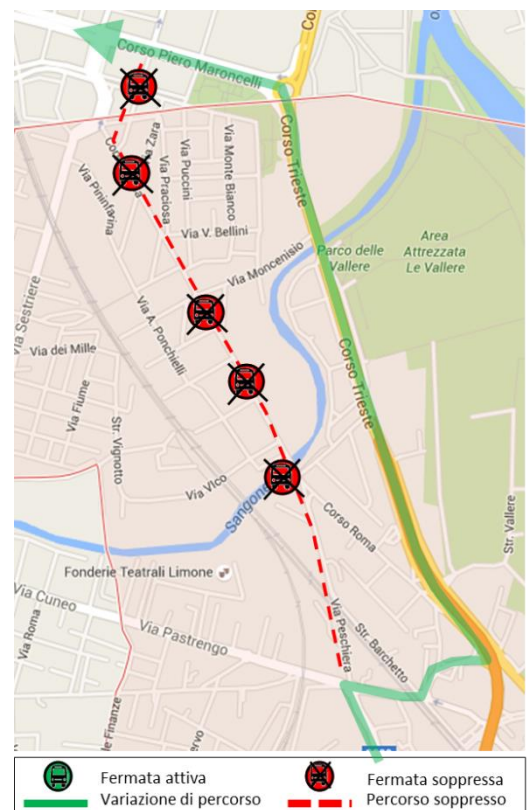 Corso Piero Maroncelli
Zara
Via Monte Bianco
Via Puccini
Via Praciosa
Via Pininfarina
Corso Trieste
Via V. Bellini
Via Moncenisio
Parco delle
Vallere
Area
Attrezzata
Le Vallere
Via Sestriere
Via A. Ponchielli
Via dei Mille
Corso Trieste
Via Fiume
Str. Vignotto
Via Vico
Sangone
Corso Roma
Str. Vallere
Fonderie Teatrali Limone
Via Cuneo
Via Peschiera
Via Roma
Via Pastrengo
Str. Barchetto
le Finanze
ervo
Fermata attiva
Fermata soppressa
Variazione di percorso
Percorso soppresso